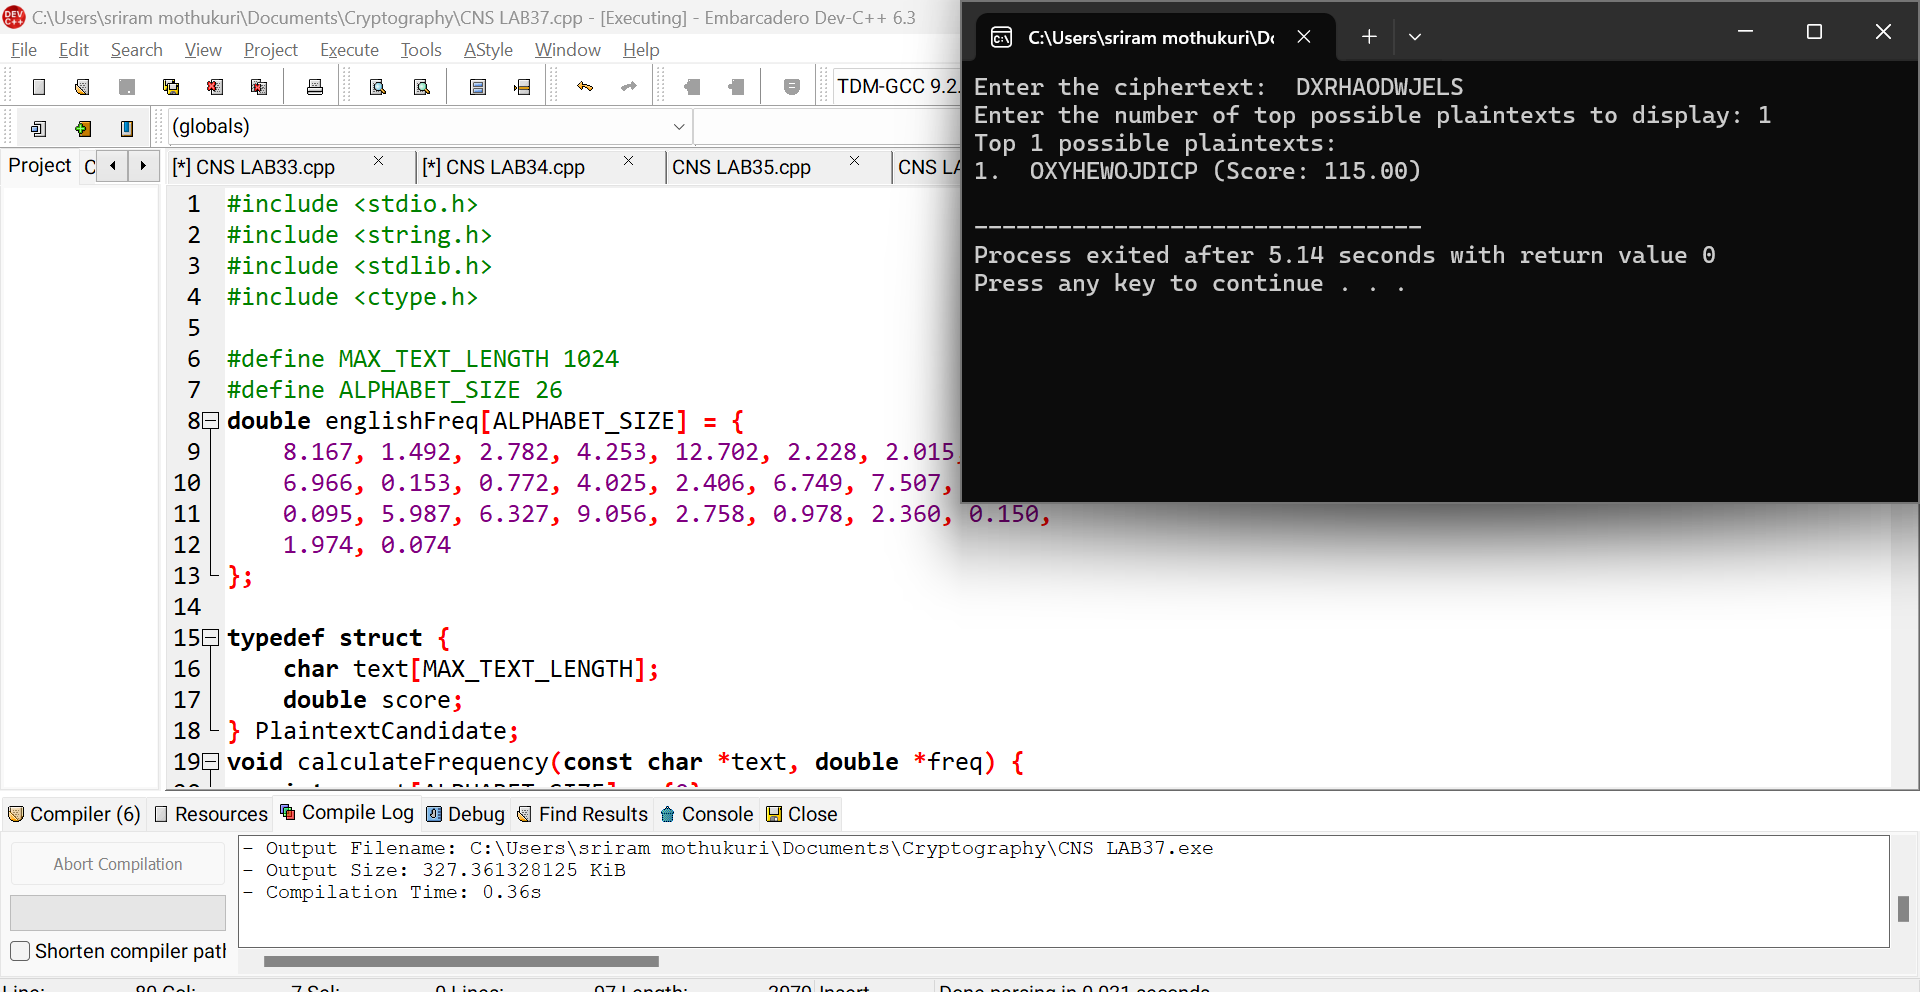 C:\Users\sriram mothukuri\Documents\Cryptography\CNS LAB37.cpp - [Executing] - Embarcadero Dev-C++ 6.3
File Edit Search View Project Execute Tools AStyle Window Help
TDM-GCC 9.2.
(globals)
Project C
[*] CNS LAB33.cpp [*] CNS LAB34.cpp CNS LAB35.cpp CNS LA
1 #include <stdio.h>
2 #include <string.h>
3 #include <stdlib.h>
4 #include <ctype.h>
5
6 #define MAX_TEXT_LENGTH 1024
7 #define ALPHABET_SIZE 26
8 double englishFreq[ALPHABET_SIZE] = {
9 8.167, 1.492, 2.782, 4.253, 12.702, 2.228, 2.015,
10 6.966, 0.153, 0.772, 4.025, 2.406, 6.749, 7.507,
11 0.095, 5.987, 6.327, 9.056, 2.758, 0.978, 2.360, 0.150,
12 1.974, 0.074
13 };
14
15 typedef struct {
16 char text[MAX_TEXT_LENGTH];
17 double score;
18 } PlaintextCandidate;
19 void calculateFrequency(const char *text, double *freq) {
C:\Users\sriram mothukuri\Do
Enter the ciphertext:  DXRHAODWJELS
Enter the number of top possible plaintexts to display: 1
Top 1 possible plaintexts:
1.  OXYHEWOJDICP (Score: 115.00)
--------------------------------
Process exited after 5.14 seconds with return value 0
Press any key to continue . . .
Compiler (6) Resources Compile Log Debug Find Results Console Close
Abort Compilation
Shorten compiler path
- Output Filename: C:\Users\sriram mothukuri\Documents\Cryptography\CNS LAB37.exe
- Output Size: 327.361328125 KiB
- Compilation Time: 0.36s
Line: 80 Col: 7 Sel: 0 Lines: 97 Length: Insert Done parsing in 0.031 seconds